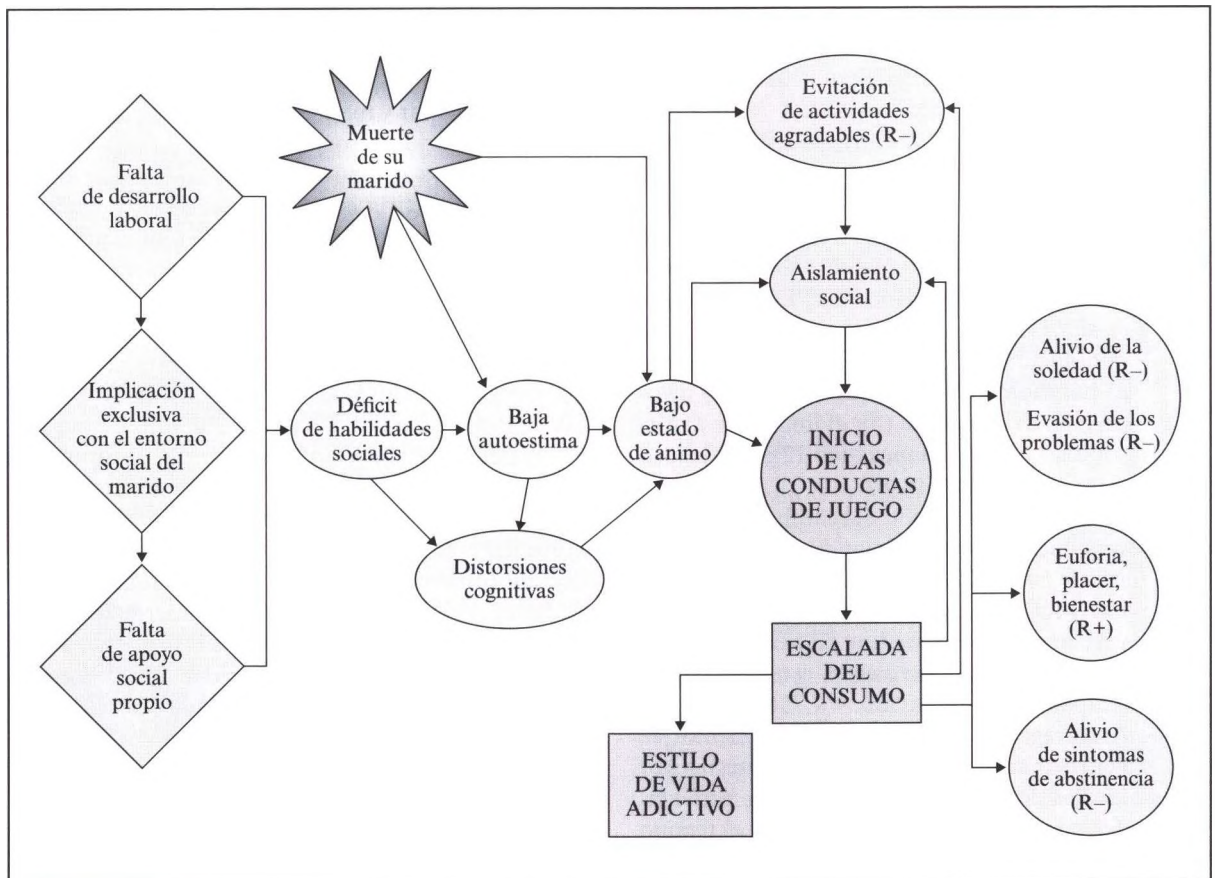 Falta
de desarrollo
laboral
Implicación
exclusiva
con el entorno
social del
marido
Falta
de apoyo
social
propio
Muerte
de su
marido
Déficit
de habilidades
sociales
Baja
autoestima
Distorsiones
cognitivas
Bajo
estado
de ánimo
Evitación
de actividades
agradables (R–)
Aislamiento
social
INICIO
DE LAS
CONDUCTAS
DE JUEGO
ESCALADA
DEL
CONSUMO
ESTILO
DE VIDA
ADICTIVO
Alivio de la
soledad (R–)
Evasión de los
problemas (R–)
Euforia,
placer,
bienestar
(R+)
Alivio
de síntomas
de abstinencia
(R–)